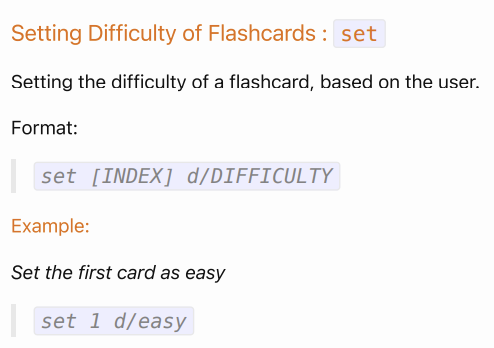 Setting Difficulty of Flashcards : set
Setting the difficulty of a flashcard, based on the user.
Format:
set [INDEX] d/DIFFICULTY
Example:
Set the first card as easy
set 1 d/easy